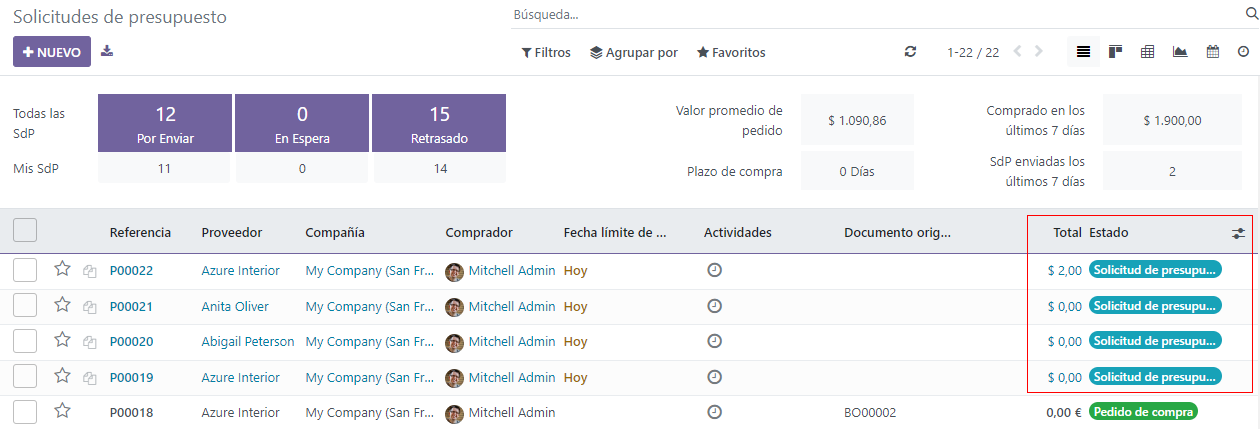 Solicitudes de presupuesto
Búsqueda...
NUEVO
Filtros Agrupar por Favoritos
1-22 / 22
Todas las SdP
12 Por Enviar
0 En Espera
15 Retrasado
Mis SdP 11 0 14
Valor promedio de pedido $ 1.090,86
Plazo de compra 0 Días
Comprado en los últimos 7 días $ 1.900,00
SdP enviadas los últimos 7 días 2
Referencia Proveedor Compañía Comprador Fecha límite de ... Actividades Documento orig... Total Estado
P00022 Azure Interior My Company (San Fr... Mitchell Admin Hoy $ 2,00 Solicitud de presupu...
P00021 Anita Oliver My Company (San Fr... Mitchell Admin Hoy $ 0,00 Solicitud de presupu...
P00020 Abigail Peterson My Company (San Fr... Mitchell Admin Hoy $ 0,00 Solicitud de presupu...
P00019 Azure Interior My Company (San Fr... Mitchell Admin Hoy $ 0,00 Solicitud de presupu...
P00018 Azure Interior My Company (San Fr... Mitchell Admin BO00002 0,00 € Pedido de compra